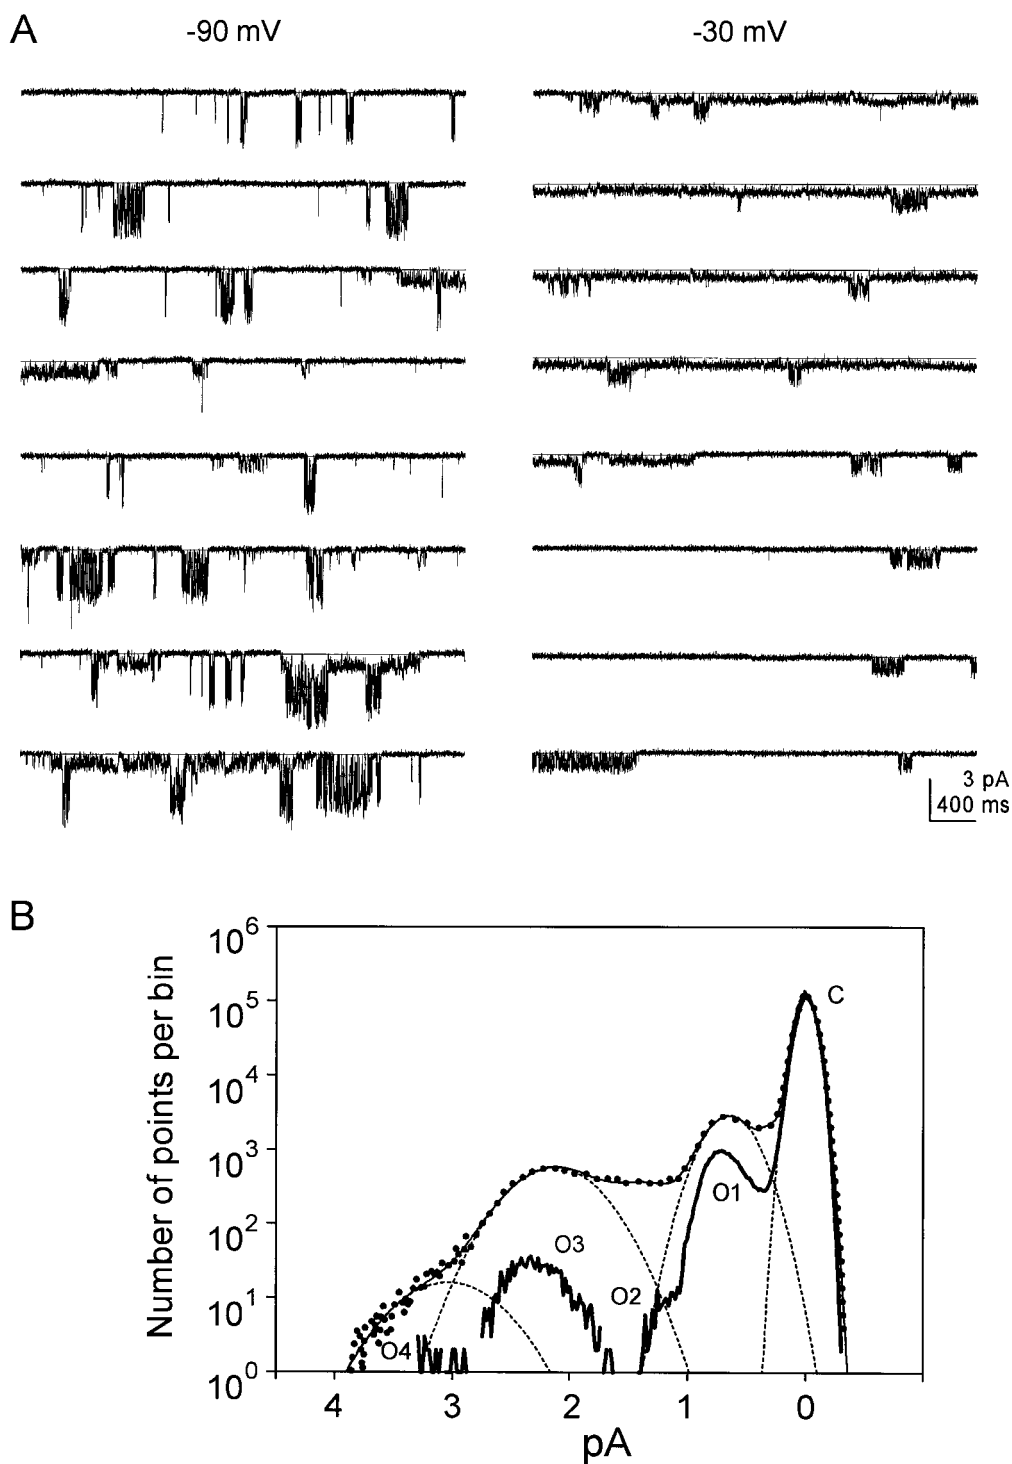 A
-90 mV
-30 mV
3 pA
400 ms
B
Number of points per bin
10^6
10^5
10^4
10^3
10^2
10^1
10^0
C
O1
O3
O2
O4
4 3 2 1 0
pA